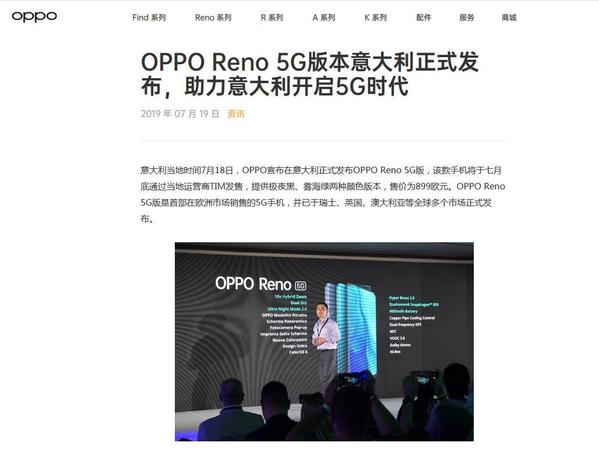 oppo
Find 系列 Reno 系列 R 系列 A 系列 K 系列 配件 服务 商城
OPPO Reno 5G版本意大利正式发
布，助力意大利开启5G时代
2019 年 07 月 19 日 资讯
意大利当地时间7月18日，OPPO宣布在意大利正式发布OPPO Reno 5G版，该款手机将于七月
底通过当地运营商TIM发售，提供极夜黑、雾海绿两种颜色版本，售价为899欧元。OPPO Reno
5G版是首部在欧洲市场销售的5G手机，并已于瑞士、英国、澳大利亚等全球多个市场正式发
布。
OPPO Reno 5G
10x Hybrid Zoom
Dual OIS
Ultra Night Mode 2.0
OPPO Modalità Ritratto
Schermo Panoramico
Fotocamera Pop-up
Impronta Sotto Schermo
Nuove Colorazioni
Design Unico
ColorOS 6
Hyper Boost 2.0
Qualcomm Snapdragon™ 855
4065mAh Battery
Copper Pipe Cooling Control
Dual-frequency GPS
NFC
VOOC 3.0
Dolby Atmos
Hi-Res